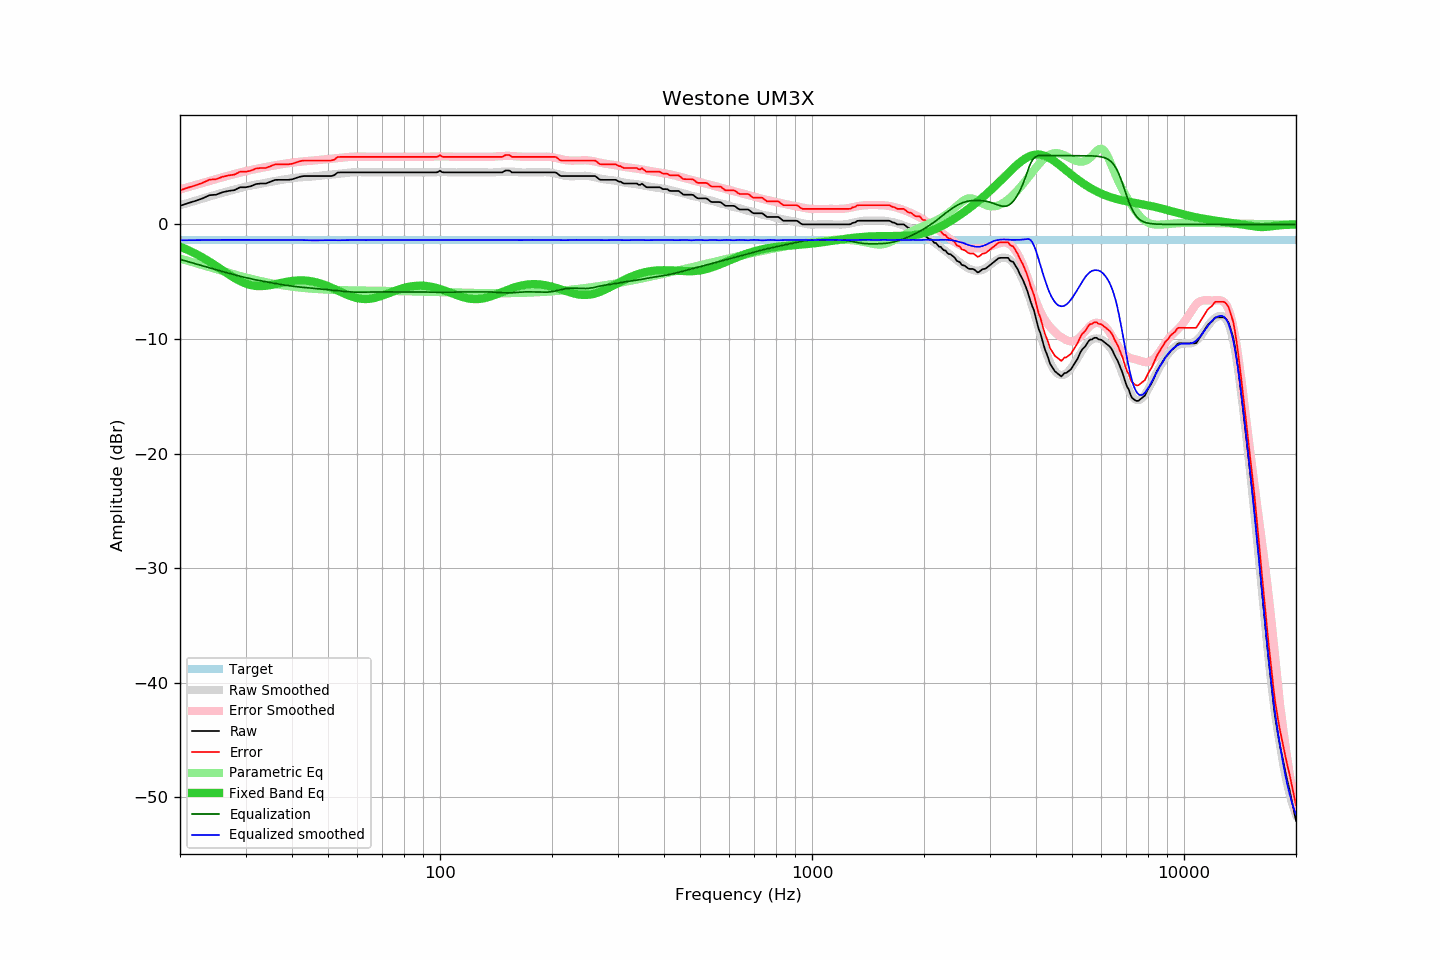 Westone UM3X
0
−10
−20
−30
−40
−50
Amplitude (dBr)
Target
Raw Smoothed
Error Smoothed
Raw
Error
Parametric Eq
Fixed Band Eq
Equalization
Equalized smoothed
100 1000 10000
Frequency (Hz)